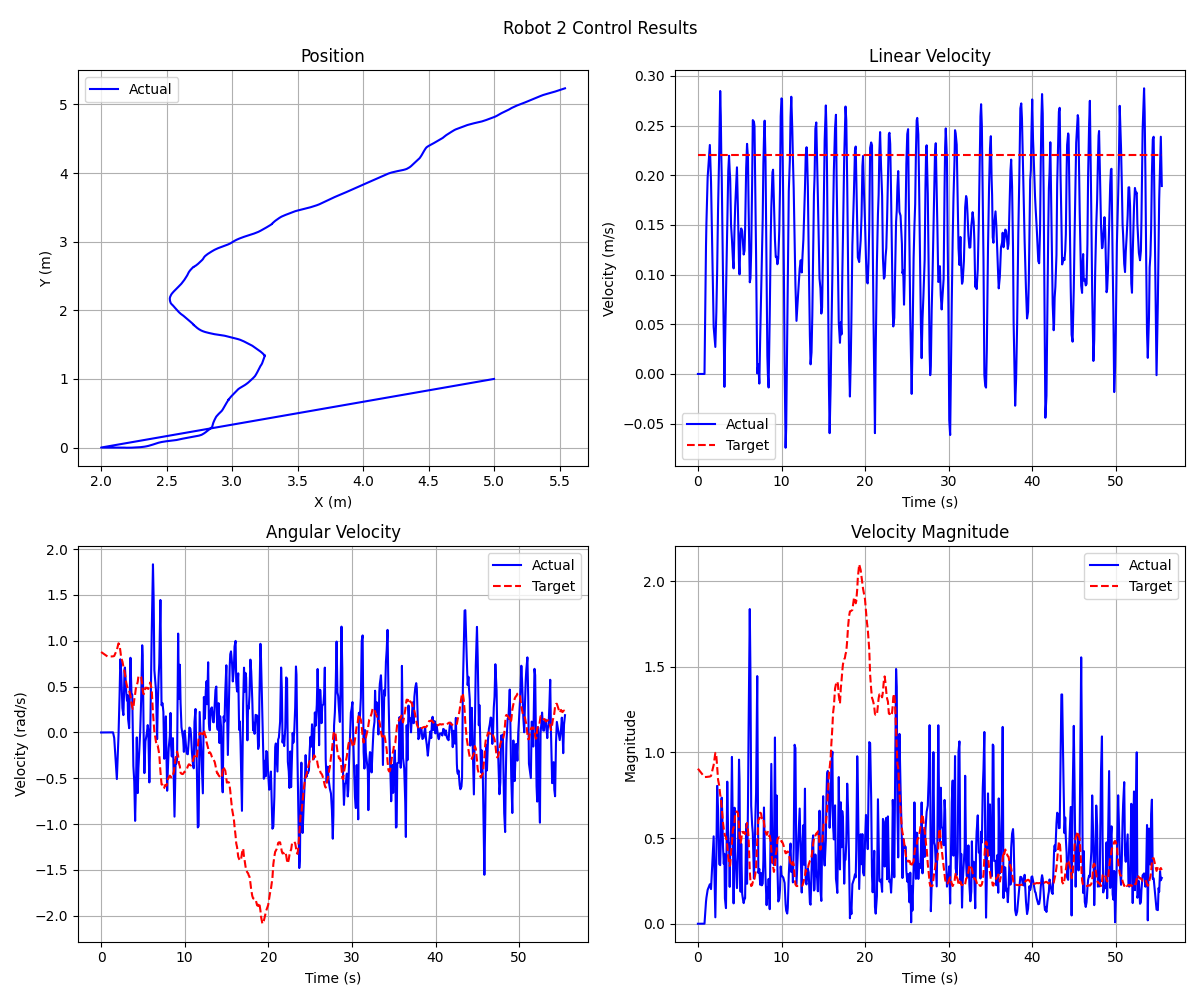 Robot 2 Control Results
Position
Actual
5
4
3
2
1
0
Y (m)
2.0 2.5 3.0 3.5 4.0 4.5 5.0 5.5
X (m)
Linear Velocity
0.30
0.25
0.20
0.15
0.10
0.05
0.00
−0.05
Velocity (m/s)
Actual
Target
0 10 20 30 40 50
Time (s)
Angular Velocity
Actual
Target
2.0
1.5
1.0
0.5
0.0
−0.5
−1.0
−1.5
−2.0
Velocity (rad/s)
0 10 20 30 40 50
Time (s)
Velocity Magnitude
Actual
Target
2.0
1.5
1.0
0.5
0.0
Magnitude
0 10 20 30 40 50
Time (s)